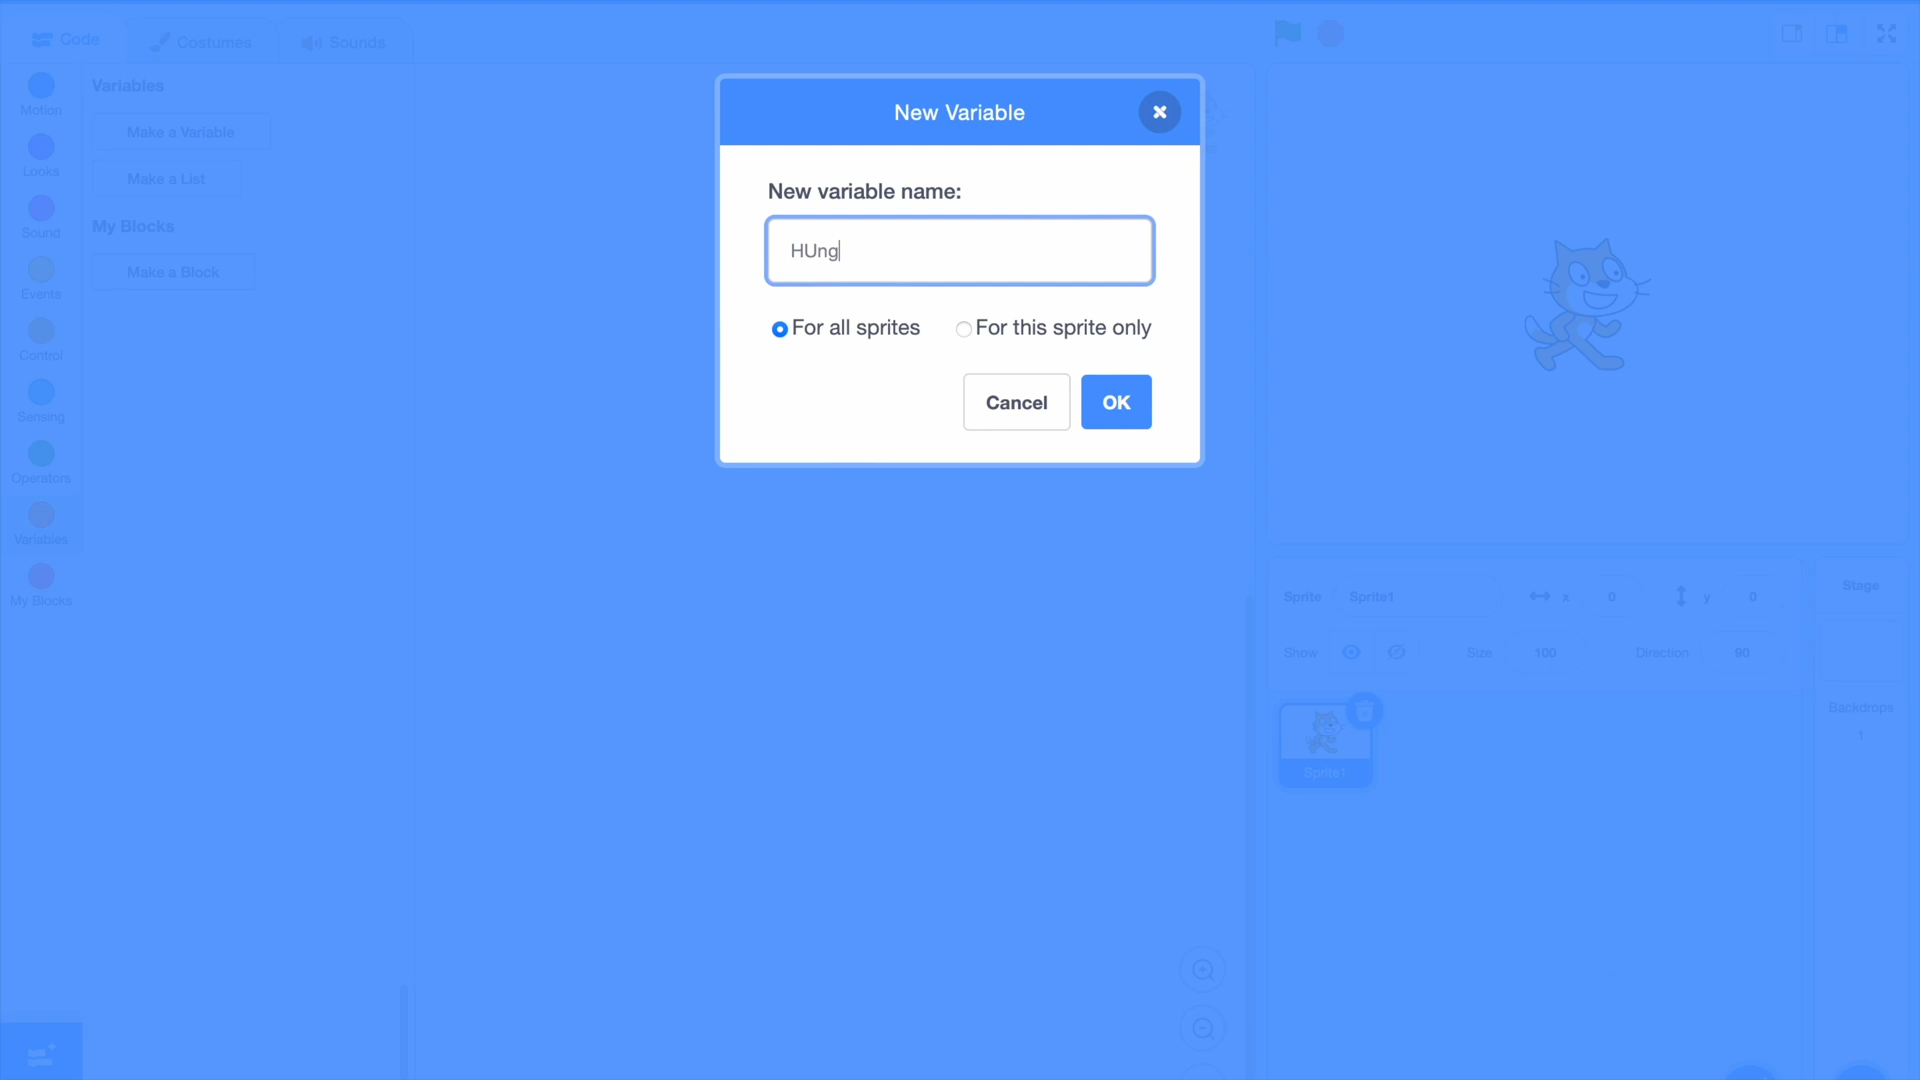 Code
Costumes
Sounds
Motion
Looks
Sound
Events
Control
Sensing
Operators
Variables
My Blocks
Variables
Make a Variable
Make a List
My Blocks
Make a Block
New Variable
New variable name:
HUng
For all sprites
For this sprite only
Cancel
OK
Sprite
Sprite1
x
0
y
0
Show
Size
100
Direction
90
Sprite1
Stage
Backdrops
1